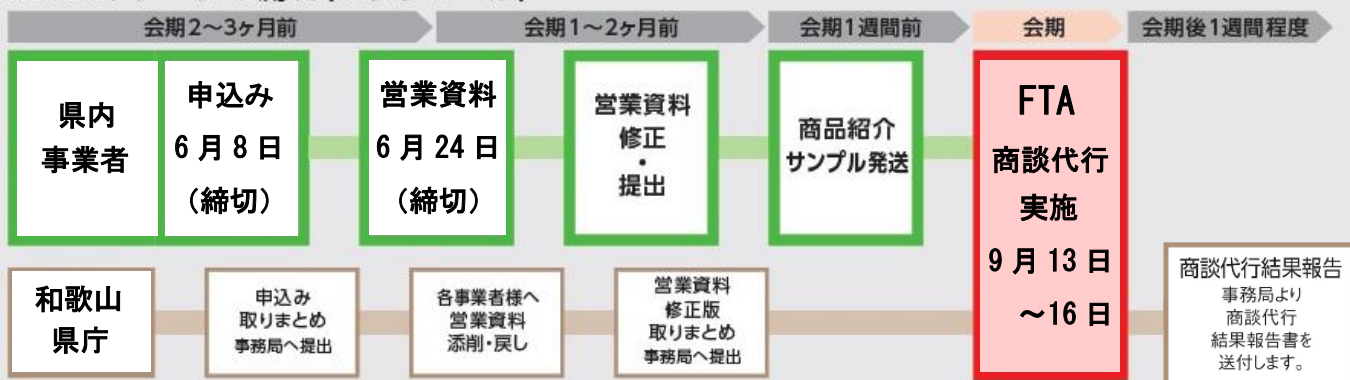 会期2~3ヶ月前
会期1~2ヶ月前
会期1週間前
会期
会期後1週間程度
県内
事業者
申込み
6月8日
(締切)
営業資料
6月24日
(締切)
営業資料
修正
・
提出
商品紹介
サンプル発送
FTA
商談代行
実施
9月13日
~16日
和歌山
県庁
申込み
取りまとめ
事務局へ提出
各事業者様へ
営業資料
添削・戻し
営業資料
修正版
取りまとめ
事務局へ提出
商談代行結果報告
事務局より
商談代行
結果報告書を
送付します。